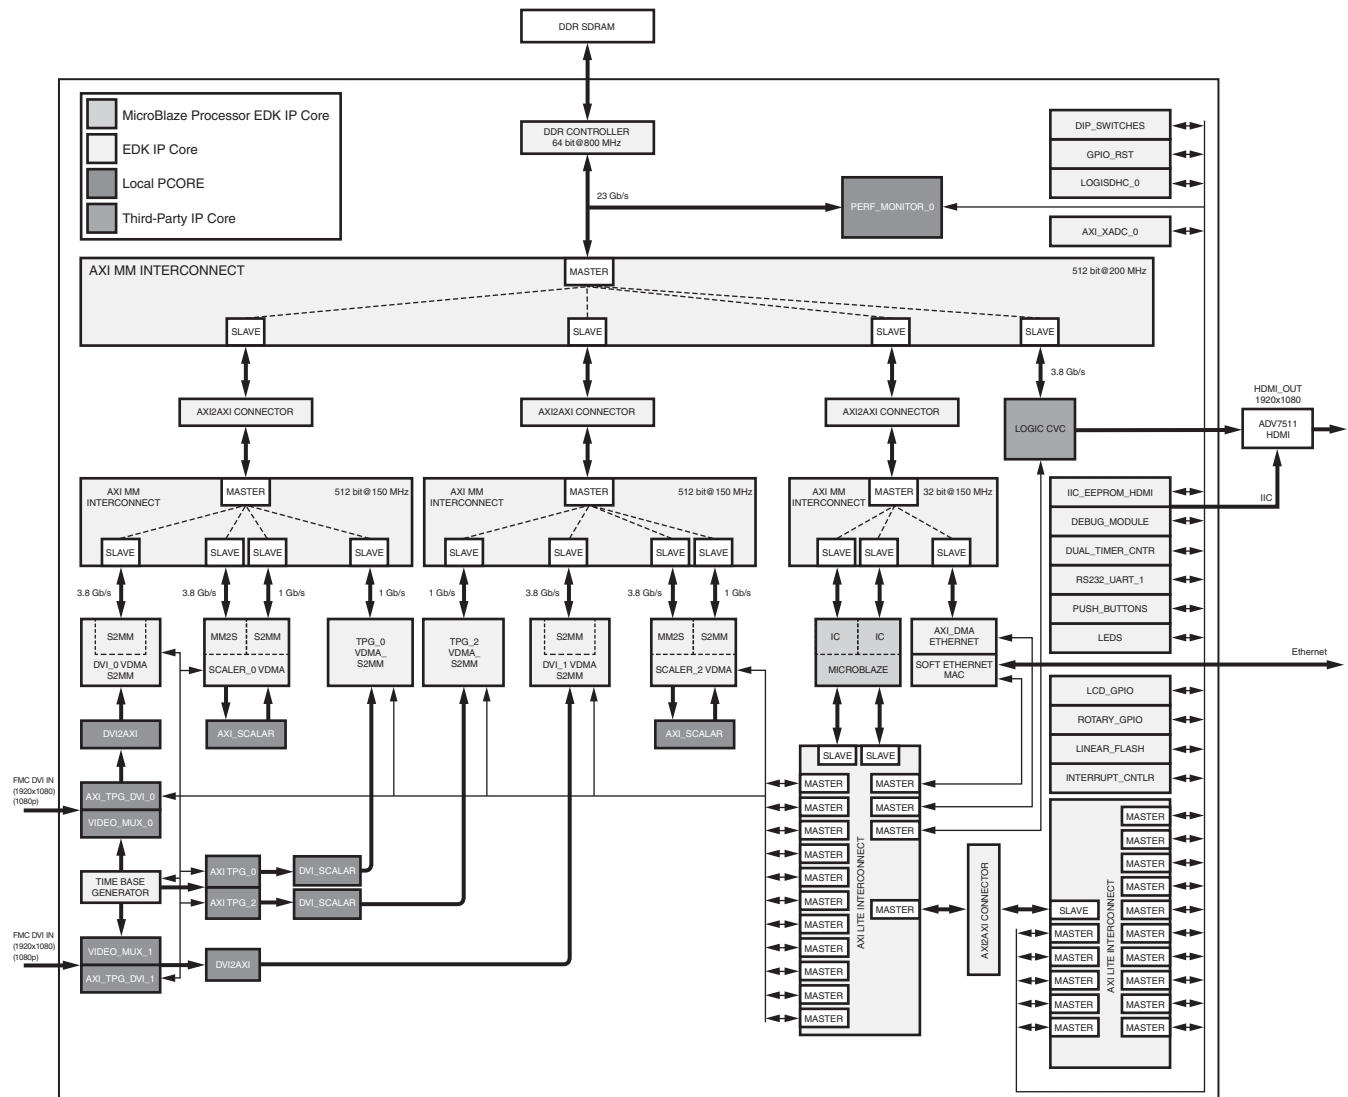 DDR SDRAM
MicroBlaze Processor EDK IP Core
EDK IP Core
Local PCORE
Third-Party IP Core
DDR CONTROLLER
64 bit@800 MHz
23 Gb/s
PERF_MONITOR_0
DIP_SWITCHES
GPIO_RST
LOGISDHC_0
AXI_XADC_0
AXI MM INTERCONNECT
MASTER
512 bit@200 MHz
SLAVE
SLAVE
SLAVE
SLAVE
3.8 Gb/s
AXI2AXI CONNECTOR
AXI2AXI CONNECTOR
AXI2AXI CONNECTOR
LOGIC CVC
HDMI_OUT
1920x1080
ADV7511
HDMI
AXI MM
INTERCONNECT
MASTER
512 bit@150 MHz
SLAVE
SLAVE
SLAVE
SLAVE
AXI MM
INTERCONNECT
MASTER
512 bit@150 MHz
SLAVE
SLAVE
SLAVE
SLAVE
AXI MM
INTERCONNECT
MASTER
32 bit@150 MHz
SLAVE
SLAVE
SLAVE
IIC_EEPROM_HDMI
IIC
DEBUG_MODULE
DUAL_TIMER_CNTR
RS232_UART_1
PUSH_BUTTONS
LEDS
3.8 Gb/s
3.8 Gb/s
1 Gb/s
1 Gb/s
1 Gb/s
3.8 Gb/s
3.8 Gb/s
1 Gb/s
S2MM
DVI_0 VDMA
S2MM
MM2S
S2MM
SCALER_0 VDMA
TPG_0
VDMA_
S2MM
TPG_2
VDMA_
S2MM
S2MM
DVI_1 VDMA
S2MM
MM2S
S2MM
SCALER_2 VDMA
IC
IC
MICROBLAZE
AXI_DMA
ETHERNET
SOFT ETHERNET
MAC
Ethernet
LCD_GPIO
ROTARY_GPIO
LINEAR_FLASH
INTERRUPT_CNTLR
DVI2AXI
AXI_SCALAR
AXI_SCALAR
FMC DVI IN
(1920x1080)
(1080p)
AXI_TPG_DVI_0
VIDEO_MUX_0
TIME BASE
GENERATOR
AXI TPG_0
AXI TPG_2
DVI_SCALAR
DVI_SCALAR
FMC DVI IN
(1920x1080)
(1080p)
VIDEO_MUX_1
AXI_TPG_DVI_1
DVI2AXI
SLAVE
SLAVE
MASTER
MASTER
MASTER
MASTER
MASTER
MASTER
MASTER
MASTER
MASTER
MASTER
MASTER
AXI LITE INTERCONNECT
MASTER
MASTER
MASTER
MASTER
AXI2AXI CONNECTOR
SLAVE
MASTER
MASTER
MASTER
MASTER
MASTER
AXI LITE INTERCONNECT
MASTER
MASTER
MASTER
MASTER
MASTER
MASTER
MASTER
MASTER
MASTER
MASTER